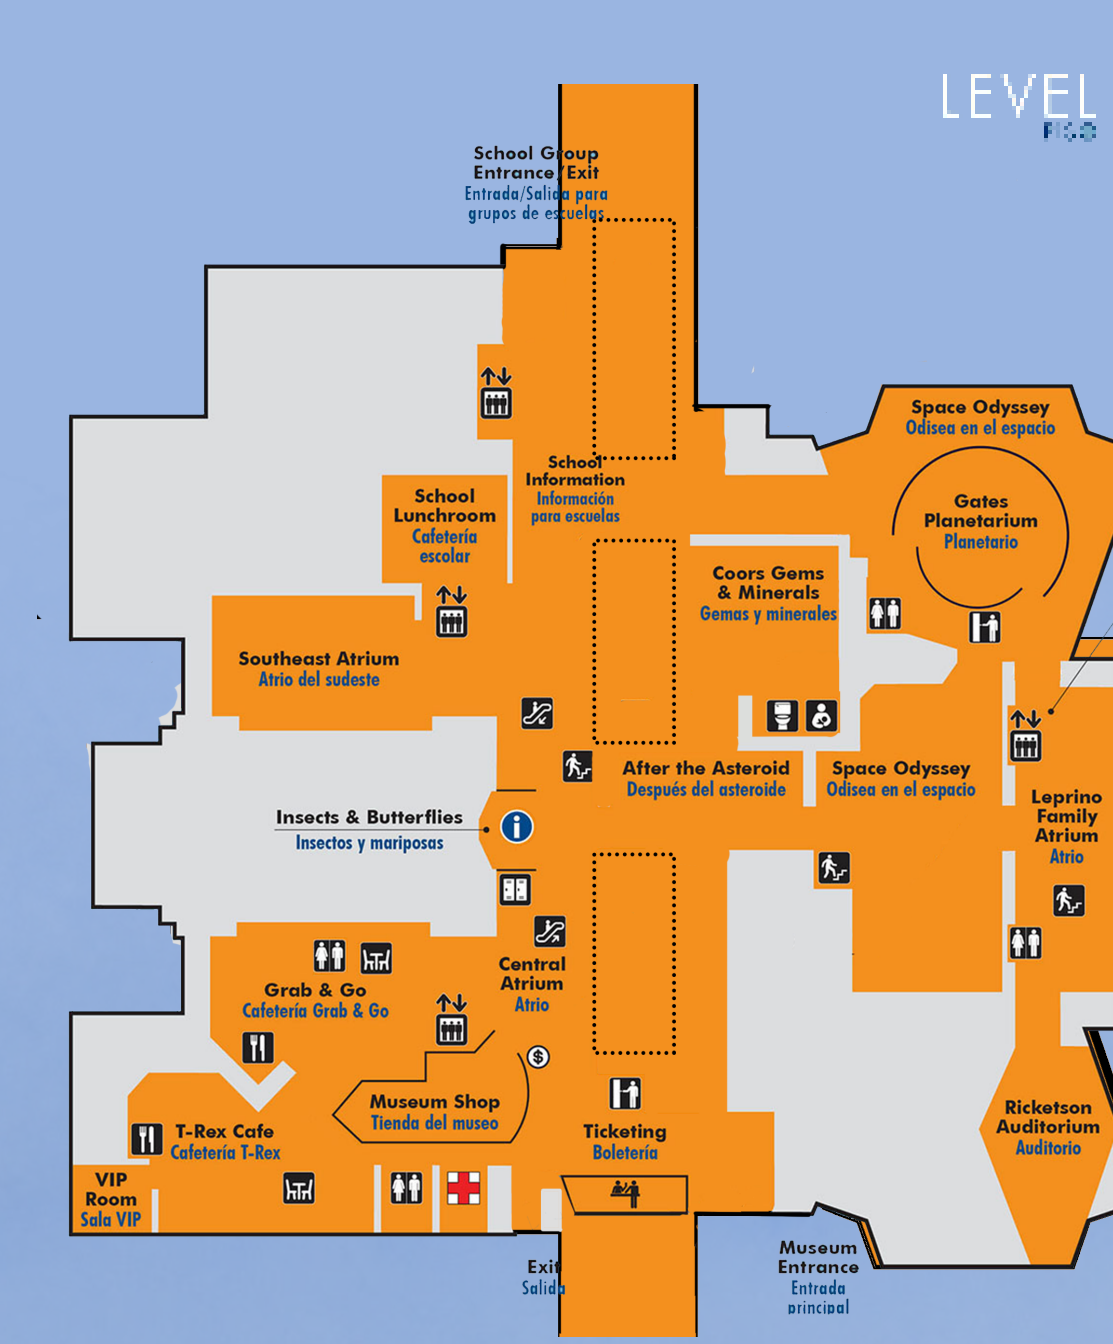 LEVEL
School Group
Entrance/Exit
Entrada/Salida para
grupos de escuelas
Space Odyssey
Odisea en el espacio
School
Information
Información
para escuelas
School
Lunchroom
Cafetería
escolar
Gates
Planetarium
Planetario
Coors Gems
& Minerals
Gemas y minerales
Southeast Atrium
Atrio del sudeste
After the Asteroid
Después del asteroide
Space Odyssey
Odisea en el espacio
Insects & Butterflies
Insectos y mariposas
i
Leprino
Family
Atrium
Atrio
Central
Atrium
Atrio
Grab & Go
Cafetería Grab & Go
$
Museum Shop
Tienda del museo
T-Rex Cafe
Cafetería T-Rex
Ticketing
Boletería
Ricketson
Auditorium
Auditorio
VIP
Room
Sala VIP
Exit
Salida
Museum
Entrance
Entrada
principal